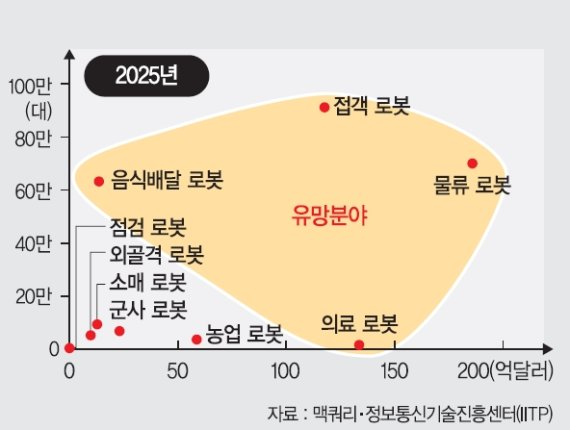 2025년
100만
(대)
80만
60만
40만
20만
0
접객 로봇
물류 로봇
음식배달 로봇
유망분야
점검 로봇
외골격 로봇
소매 로봇
군사 로봇
농업 로봇
의료 로봇
0 50 100 150 200(억달러)
자료 : 맥쿼리·정보통신기술진흥센터(IITP)